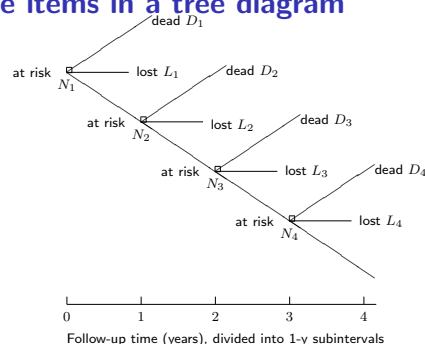 e items in a tree diagram
dead D₁
at risk
lost L₁
N₁
dead D₂
at risk
lost L₂
N₂
dead D₃
at risk
lost L₃
N₃
dead D₄
at risk
lost L₄
N₄
0 1 2 3 4
Follow-up time (years), divided into 1-y subintervals